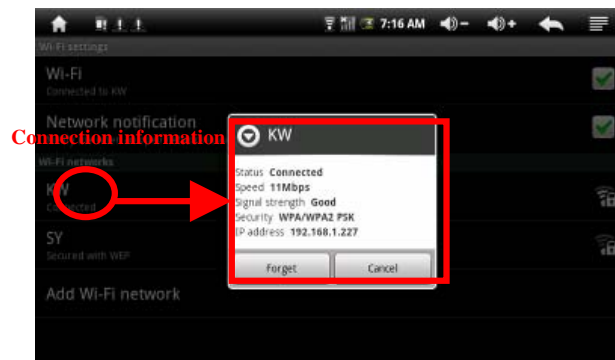 7:16 AM
Wi-Fi settings
Wi-Fi
Connected to KW
Network notification
Connection information
Wi-Fi networks
KW
Connected
SY
Secured with WEP
Add Wi-Fi network
KW
Status Connected
Speed 11Mbps
Signal strength Good
Security WPA/WPA2 PSK
IP address 192.168.1.227
Forget
Cancel